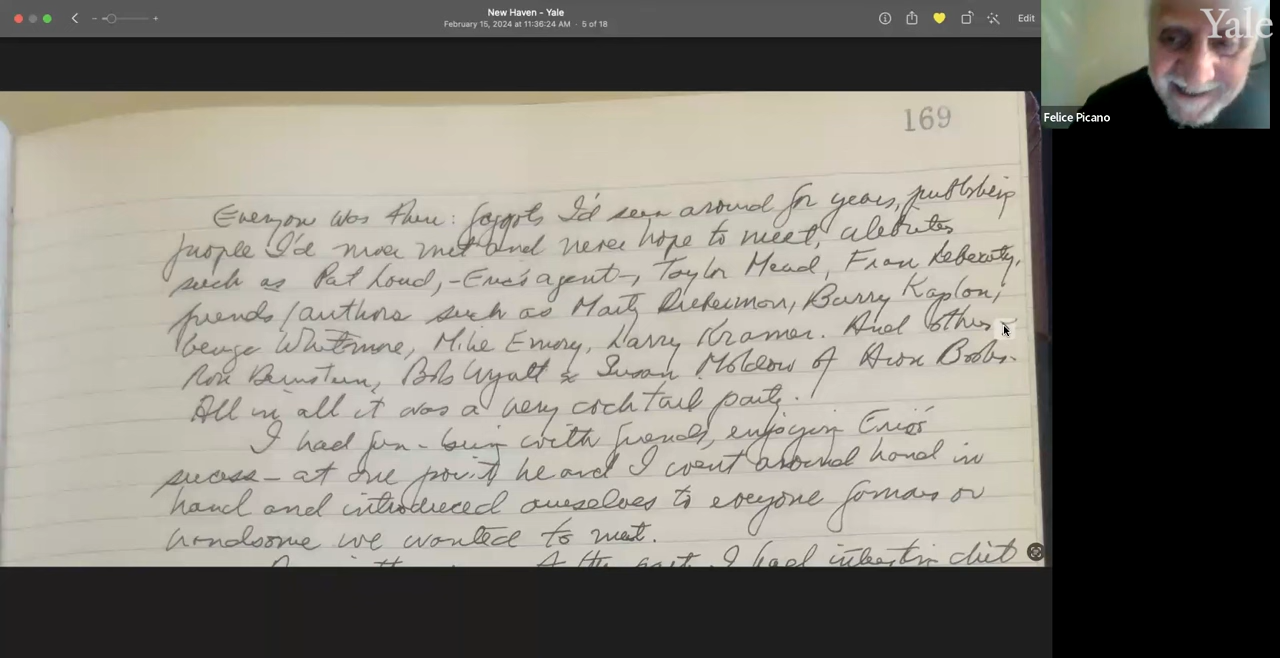 New Haven - Yale
February 15, 2024 at 11:36:24 AM - 5 of 18
Edit
Yale
Felice Picano
169
Everyone was there: faggots I'd seen around for years, publishing
people I'd never met and never hope to meet, celebrities
such as Pat Loud, -Eric's agent-, Taylor Mead, Fran Lebowitz,
friends/authors such as Marty Duberman, Barry Kaplan,
George Whitmore, Mike Emory, Larry Kramer. And others
Ron Bernstein, Bob Wyatt & Susan Moldow of Avon Books.
All in all it was a very cocktail party.
I had fun - being with friends, enjoying Eric's
success - at one point he and I went around hand in
hand and introduced ourselves to everyone famous or
handsome we wanted to meet.
I had chit